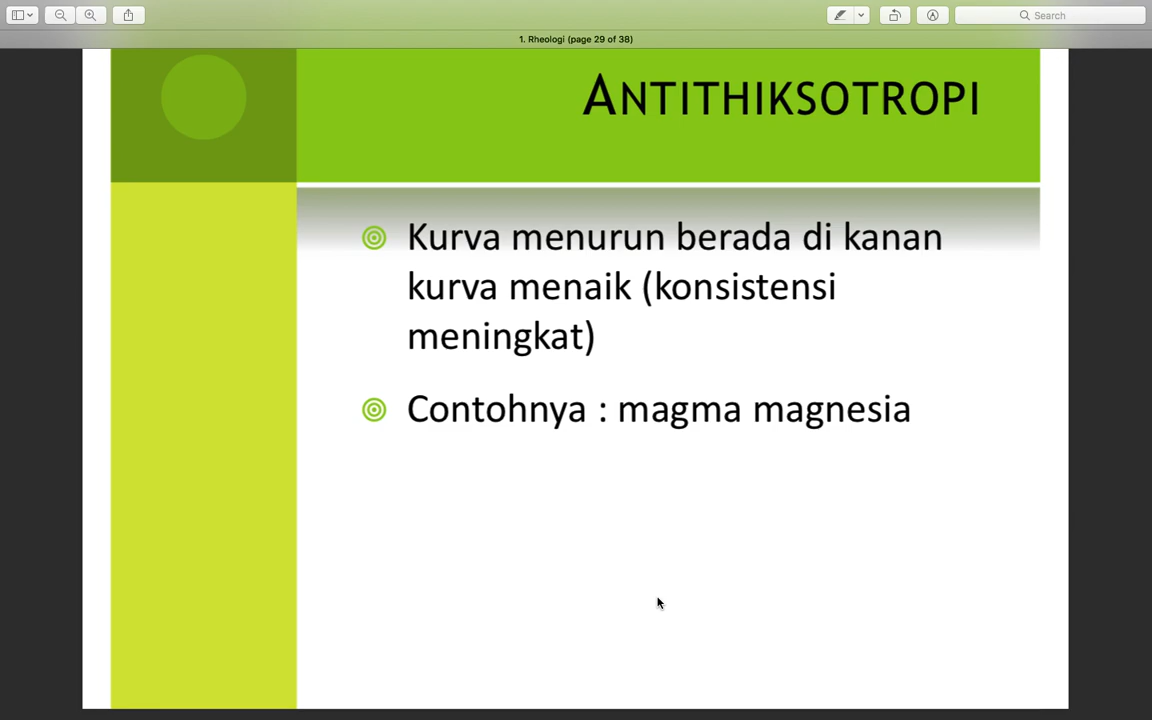 Search
1. Rheologi (page 29 of 38)
ANTITHIKSOTROPI
Kurva menurun berada di kanan
kurva menaik (konsistensi
meningkat)
Contohnya : magma magnesia